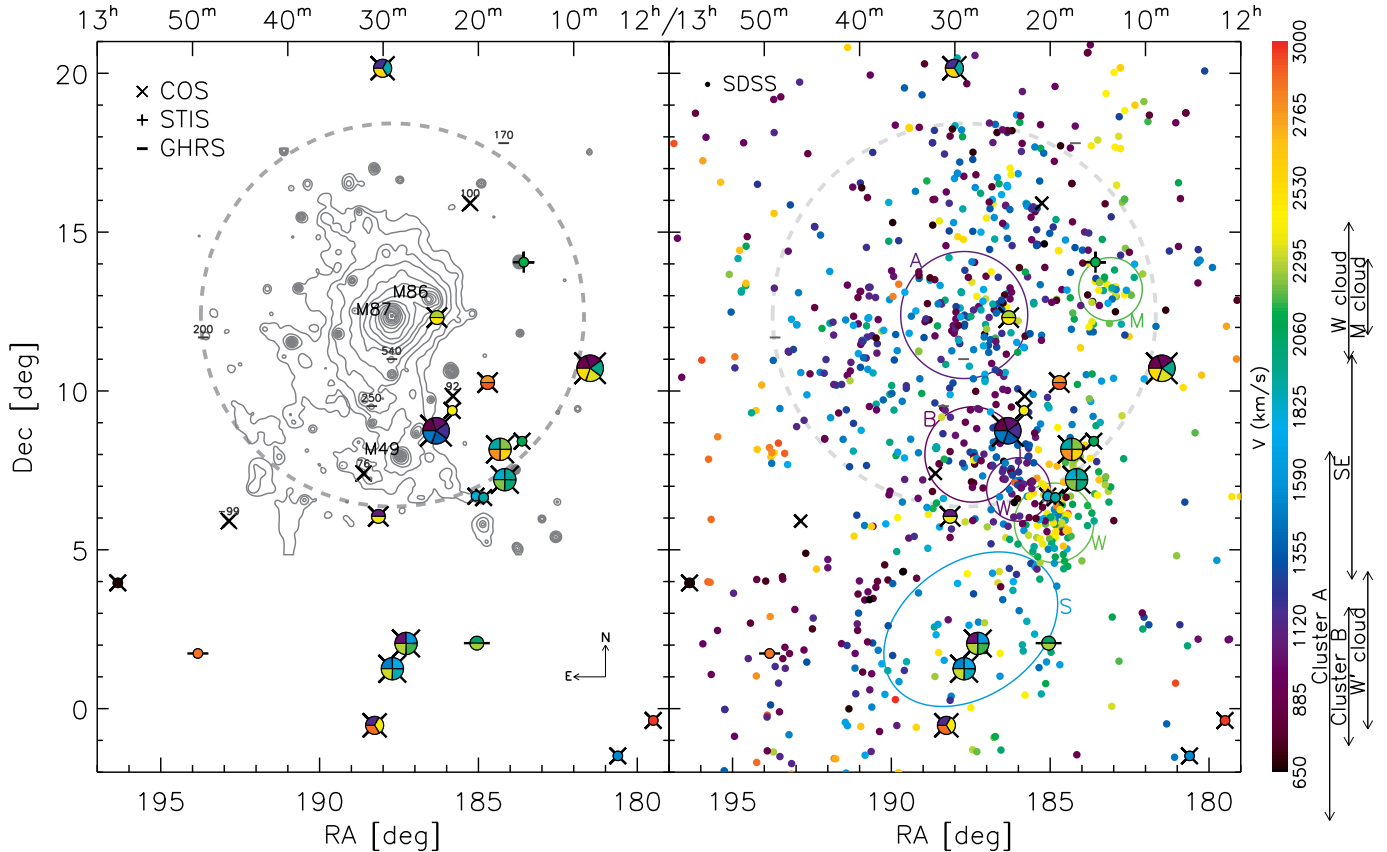 13h 50m 40m 30m 20m 10m 12h/13h 50m 40m 30m 20m 10m 12h
× COS
+ STIS
− GHRS
SDSS
170
100
200
M86
M87
540
92
250
M49
76
-99
N
E
A
M
B
W'
W
S
20
15
10
5
0
Dec [deg]
195 190 185 180
RA [deg]
195 190 185 180
RA [deg]
3000
2765
2530
2295
2060
1825
1590
1355
1120
885
650
V (km/s)
W cloud
M cloud
SE
Cluster A
Cluster B
W' cloud